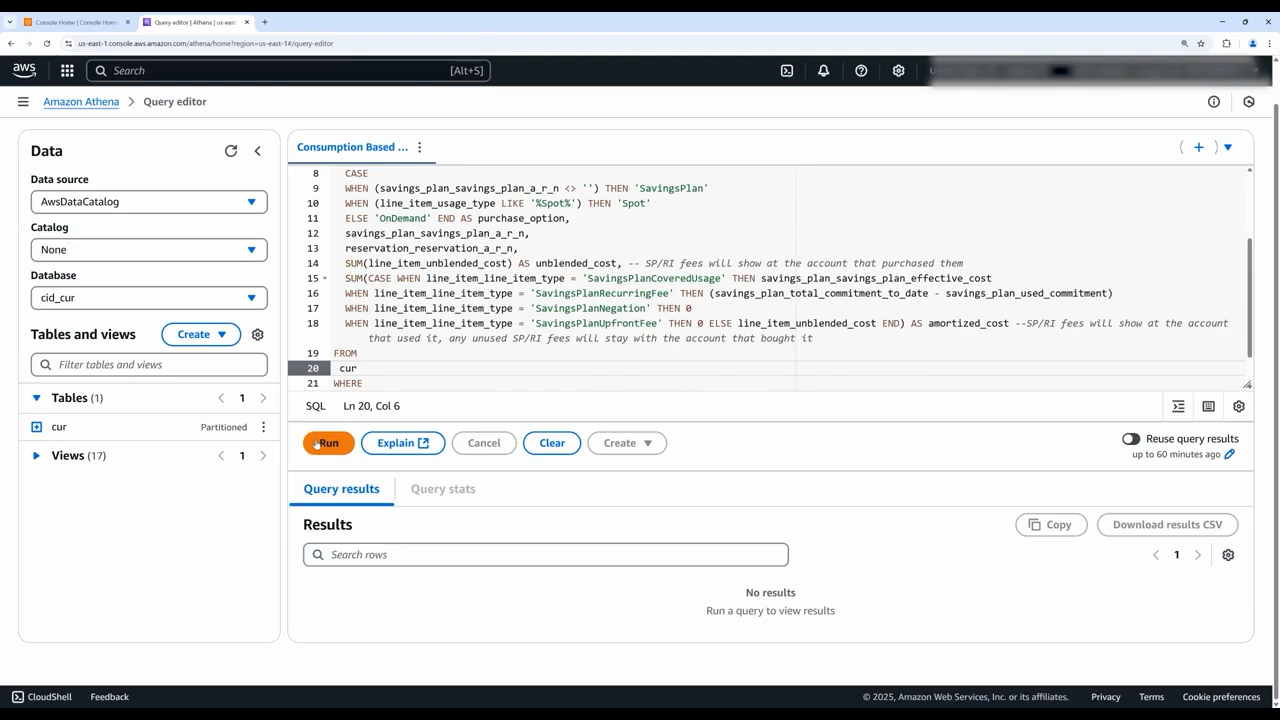 Console Home | Console Hom
Query editor | Athena | us-east
us-east-1.console.aws.amazon.com/athena/home?region=us-east-1#/query-editor
aws
Search [Alt+S]
Amazon Athena > Query editor
Data
Data source
AwsDataCatalog
Catalog
None
Database
cid_cur
Tables and views
Create
Filter tables and views
Tables (1)
1
cur
Partitioned
Views (17)
1
Consumption Based ...
8 CASE
9 WHEN (savings_plan_savings_plan_a_r_n <> '') THEN 'SavingsPlan'
10 WHEN (line_item_usage_type LIKE '%Spot%') THEN 'Spot'
11 ELSE 'OnDemand' END AS purchase_option,
12 savings_plan_savings_plan_a_r_n,
13 reservation_reservation_a_r_n,
14 SUM(line_item_unblended_cost) AS unblended_cost, -- SP/RI fees will show at the account that purchased them
15 SUM(CASE WHEN line_item_line_item_type = 'SavingsPlanCoveredUsage' THEN savings_plan_savings_plan_effective_cost
16 WHEN line_item_line_item_type = 'SavingsPlanRecurringFee' THEN (savings_plan_total_commitment_to_date - savings_plan_used_commitment)
17 WHEN line_item_line_item_type = 'SavingsPlanNegation' THEN 0
18 WHEN line_item_line_item_type = 'SavingsPlanUpfrontFee' THEN 0 ELSE line_item_unblended_cost END) AS amortized_cost --SP/RI fees will show at the account
that used it, any unused SP/RI fees will stay with the account that bought it
19 FROM
20 cur
21 WHERE
SQL Ln 20, Col 6
Run
Explain
Cancel
Clear
Create
Reuse query results
up to 60 minutes ago
Query results
Query stats
Results
Copy
Download results CSV
Search rows
1
No results
Run a query to view results
CloudShell
Feedback
© 2025, Amazon Web Services, Inc. or its affiliates.
Privacy
Terms
Cookie preferences